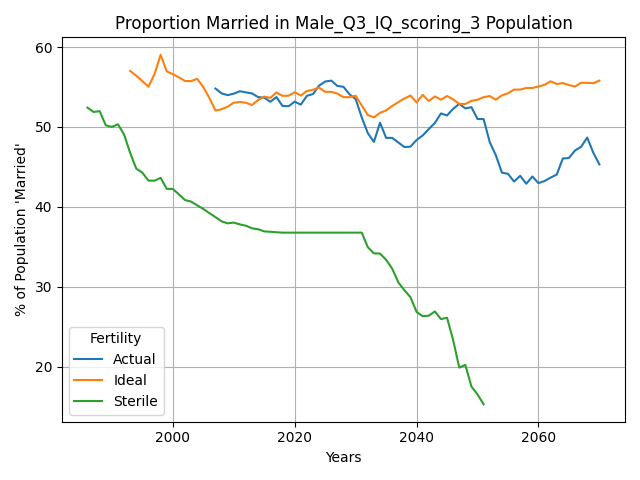 Proportion Married in Male_Q3_IQ_scoring_3 Population
% of Population 'Married'
60
50
40
30
20
Fertility
Actual
Ideal
Sterile
2000 2020 2040 2060
Years